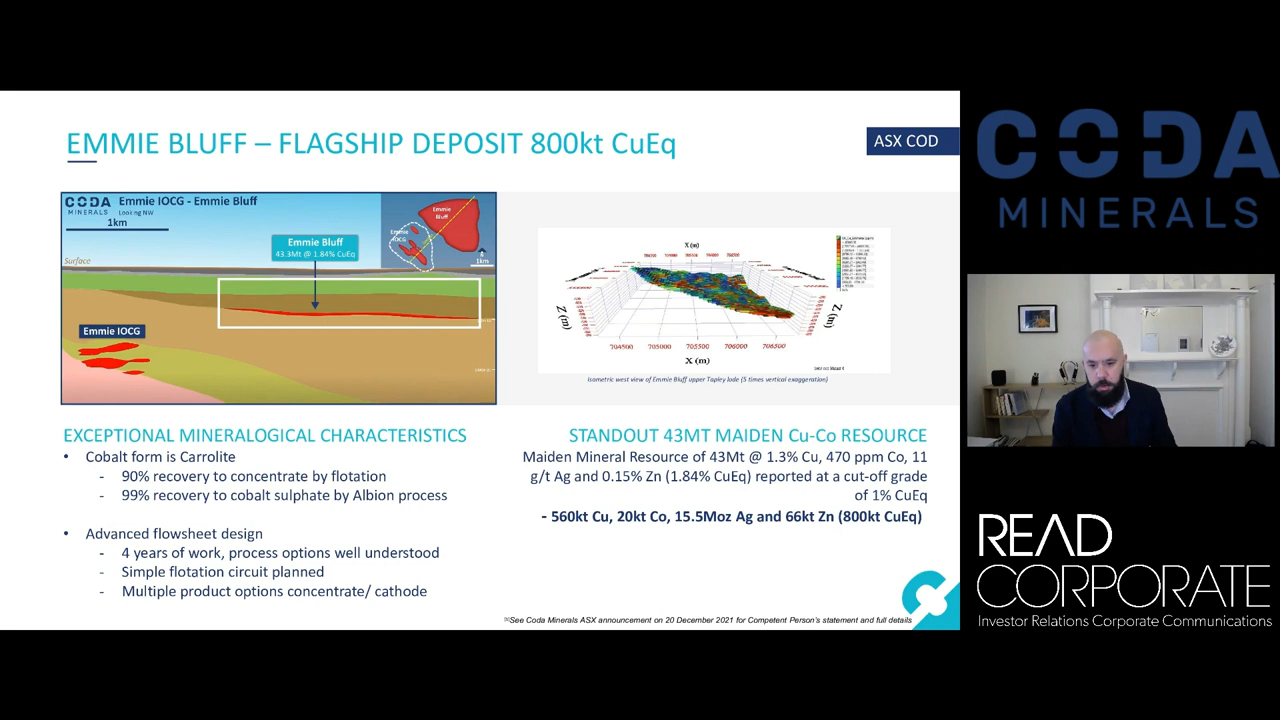 EMMIE BLUFF – FLAGSHIP DEPOSIT 800kt CuEq
ASX COD
CODA
MINERALS
CODA
MINERALS
Emmie IOCG - Emmie Bluff
Looking NW
1km
Emmie
Bluff
Emmie
IOCG
1km
Surface
Emmie Bluff
43.3Mt @ 1.84% CuEq
Emmie IOCG
X (m)
Z (m)
Z (m)
704500 705000 705500 706000 706500
X (m)
Isometric west view of Emmie Bluff upper Tapley lode (5 times vertical exaggeration)
EXCEPTIONAL MINERALOGICAL CHARACTERISTICS
• Cobalt form is Carrolite
- 90% recovery to concentrate by flotation
- 99% recovery to cobalt sulphate by Albion process
• Advanced flowsheet design
- 4 years of work, process options well understood
- Simple flotation circuit planned
- Multiple product options concentrate/ cathode
STANDOUT 43MT MAIDEN Cu-Co RESOURCE
Maiden Mineral Resource of 43Mt @ 1.3% Cu, 470 ppm Co, 11
g/t Ag and 0.15% Zn (1.84% CuEq) reported at a cut-off grade
of 1% CuEq
- 560kt Cu, 20kt Co, 15.5Moz Ag and 66kt Zn (800kt CuEq)
See Coda Minerals ASX announcement on 20 December 2021 for Competent Person's statement and full details
READ
CORPORATE
Investor Relations Corporate Communications